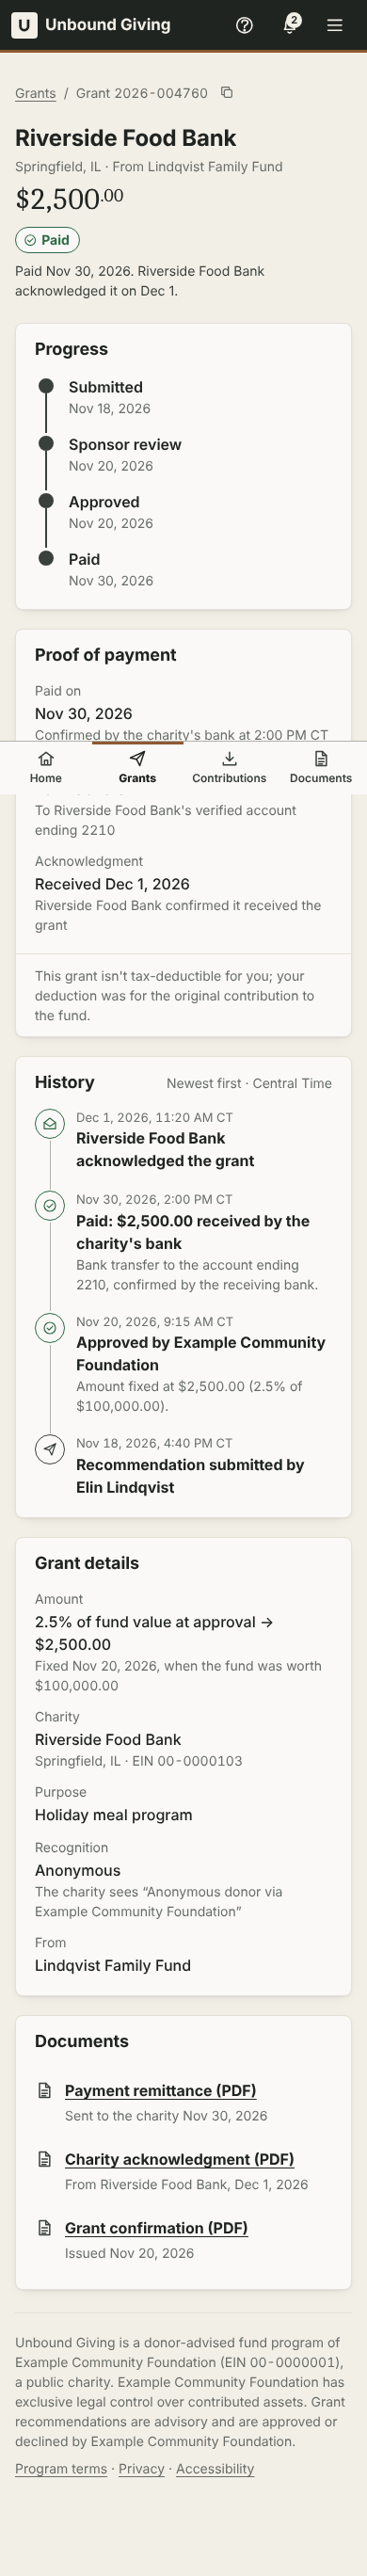 U Unbound Giving
2
Grants / Grant 2026-004760
Riverside Food Bank
Springfield, IL · From Lindqvist Family Fund
$2,500.00
Paid
Paid Nov 30, 2026. Riverside Food Bank
acknowledged it on Dec 1.
Progress
Submitted
Nov 18, 2026
Sponsor review
Nov 20, 2026
Approved
Nov 20, 2026
Paid
Nov 30, 2026
Proof of payment
Paid on
Nov 30, 2026
Confirmed by the charity's bank at 2:00 PM CT
Home
Grants
Contributions
Documents
To Riverside Food Bank's verified account
ending 2210
Acknowledgment
Received Dec 1, 2026
Riverside Food Bank confirmed it received the
grant
This grant isn't tax-deductible for you; your
deduction was for the original contribution to
the fund.
History
Newest first · Central Time
Dec 1, 2026, 11:20 AM CT
Riverside Food Bank
acknowledged the grant
Nov 30, 2026, 2:00 PM CT
Paid: $2,500.00 received by the
charity's bank
Bank transfer to the account ending
2210, confirmed by the receiving bank.
Nov 20, 2026, 9:15 AM CT
Approved by Example Community
Foundation
Amount fixed at $2,500.00 (2.5% of
$100,000.00).
Nov 18, 2026, 4:40 PM CT
Recommendation submitted by
Elin Lindqvist
Grant details
Amount
2.5% of fund value at approval →
$2,500.00
Fixed Nov 20, 2026, when the fund was worth
$100,000.00
Charity
Riverside Food Bank
Springfield, IL · EIN 00-0000103
Purpose
Holiday meal program
Recognition
Anonymous
The charity sees “Anonymous donor via
Example Community Foundation”
From
Lindqvist Family Fund
Documents
Payment remittance (PDF)
Sent to the charity Nov 30, 2026
Charity acknowledgment (PDF)
From Riverside Food Bank, Dec 1, 2026
Grant confirmation (PDF)
Issued Nov 20, 2026
Unbound Giving is a donor-advised fund program of
Example Community Foundation (EIN 00-0000001),
a public charity. Example Community Foundation has
exclusive legal control over contributed assets. Grant
recommendations are advisory and are approved or
declined by Example Community Foundation.
Program terms · Privacy · Accessibility